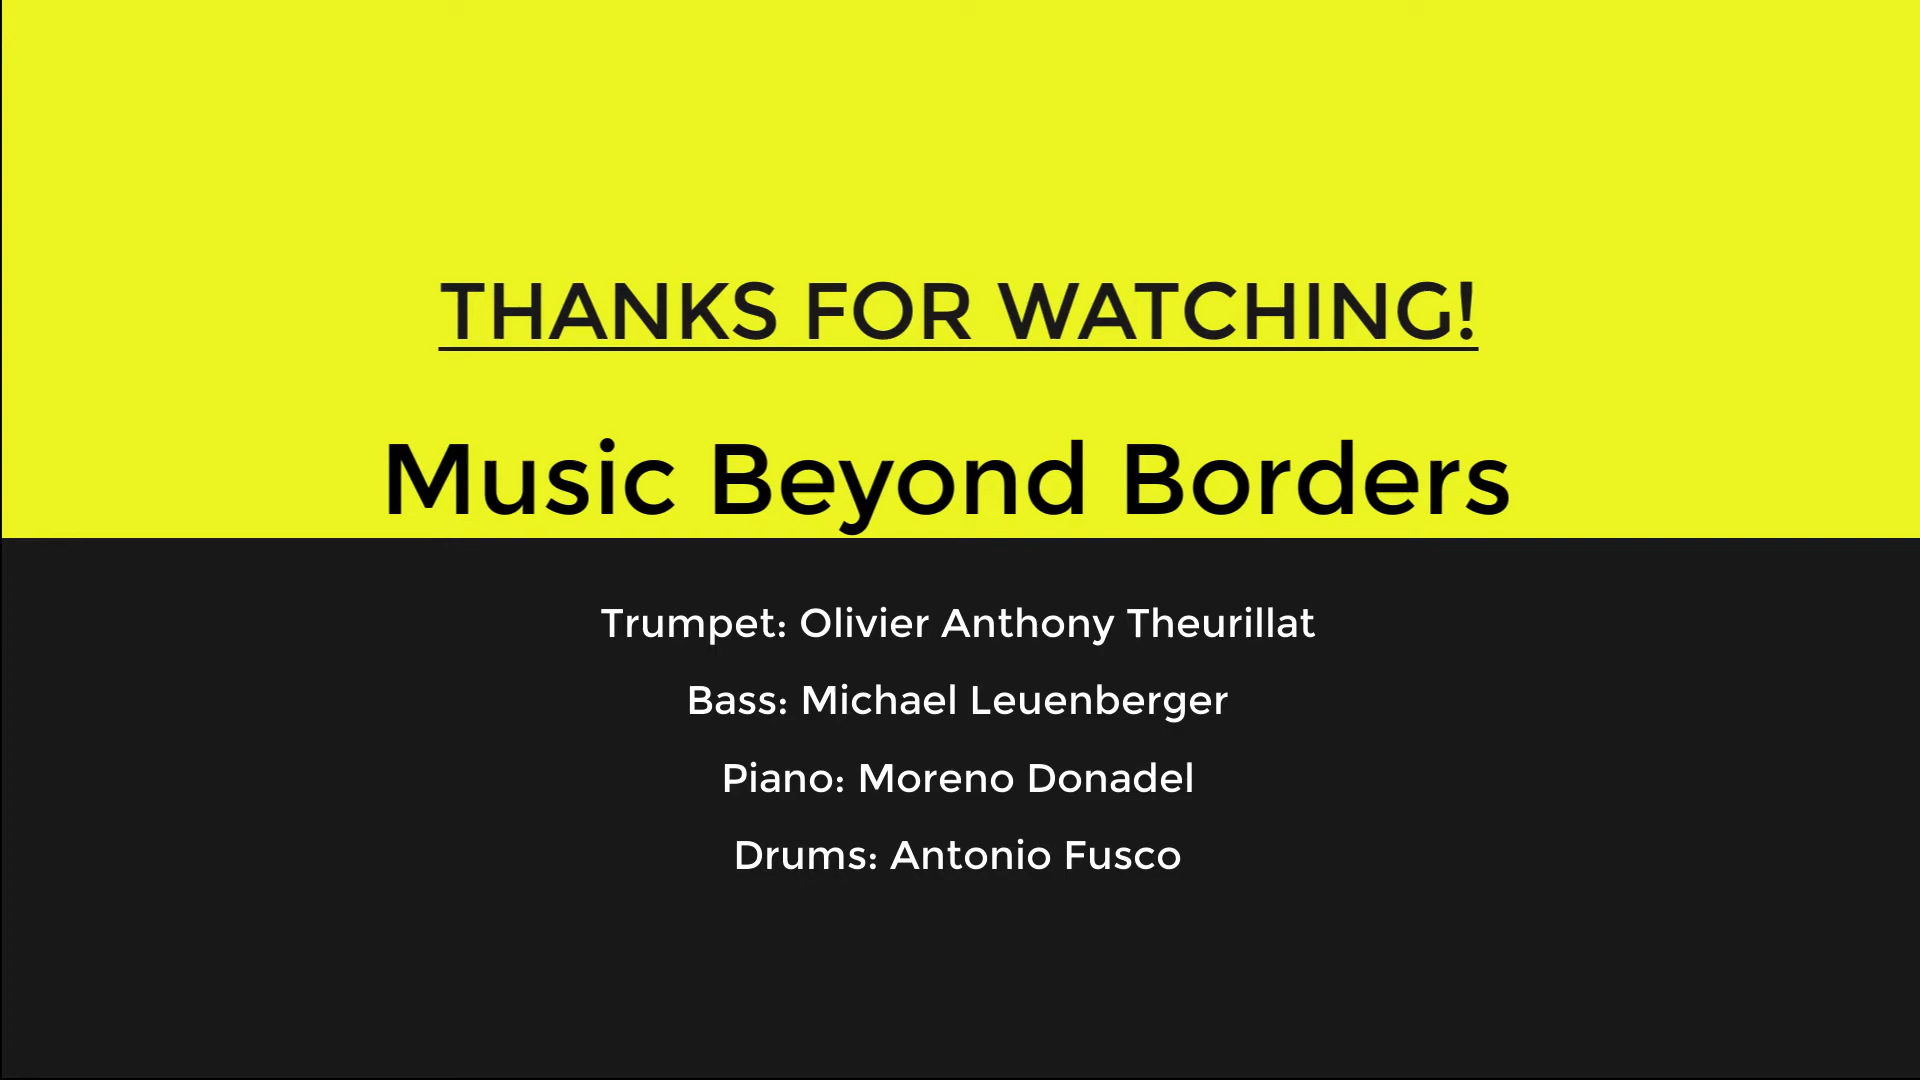 THANKS FOR WATCHING!
Music Beyond Borders
Trumpet: Olivier Anthony Theurillat
Bass: Michael Leuenberger
Piano: Moreno Donadel
Drums: Antonio Fusco